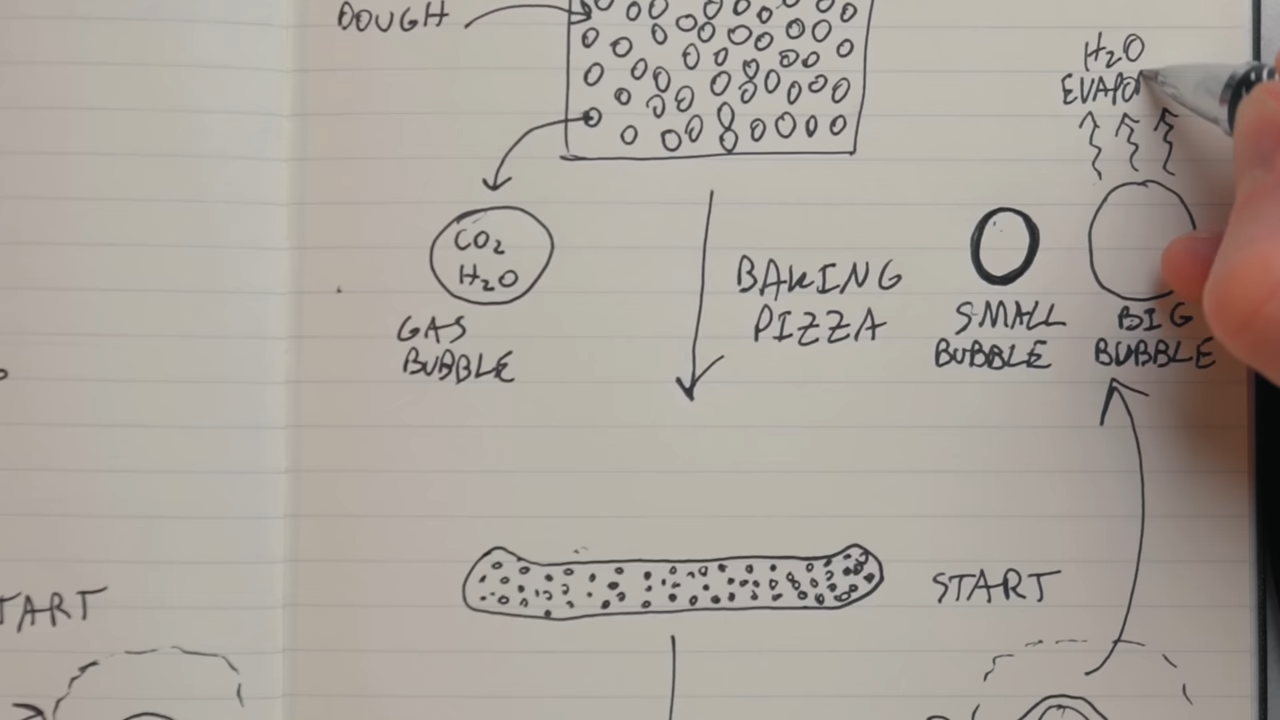 DOUGH
H₂O
EVAPO
CO₂
H₂O
GAS
BUBBLE
BAKING
PIZZA
SMALL
BUBBLE
BIG
BUBBLE
START
TART